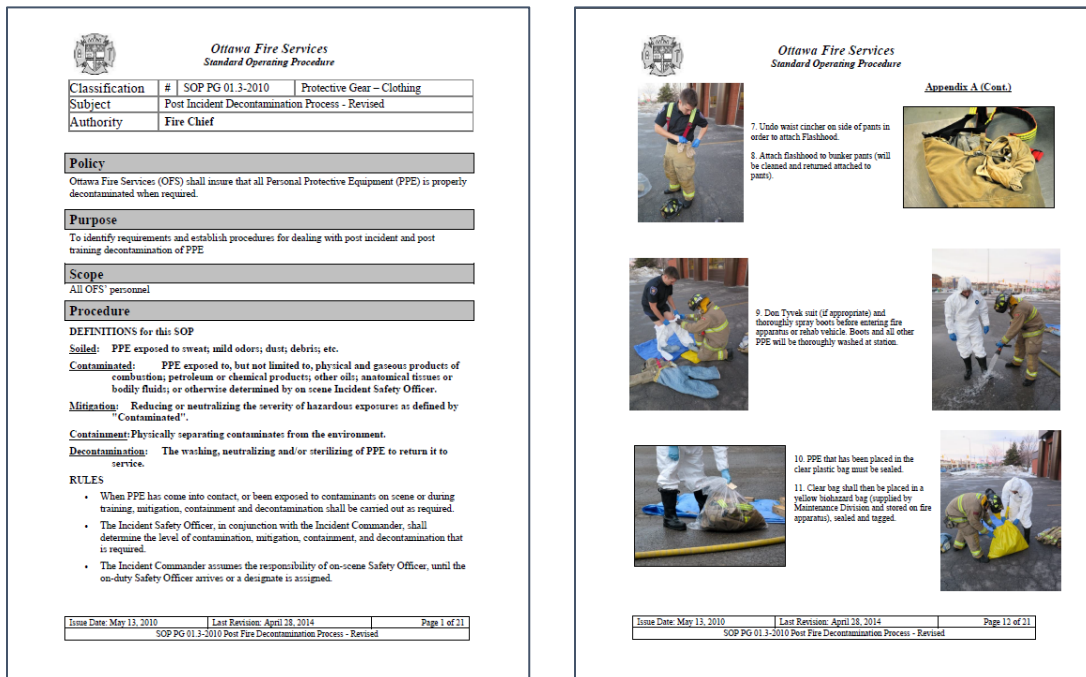 Ottawa Fire Services
Standard Operating Procedure
Classification # SOP PG 01.3-2010 Protective Gear – Clothing
Subject Post Incident Decontamination Process - Revised
Authority Fire Chief
Policy
Ottawa Fire Services (OFS) shall insure that all Personal Protective Equipment (PPE) is properly
decontaminated when required.
Purpose
To identify requirements and establish procedures for dealing with post incident and post
training decontamination of PPE
Scope
All OFS' personnel
Procedure
DEFINITIONS for this SOP
Soiled: PPE exposed to sweat; mild odors; dust; debris; etc.
Contaminated: PPE exposed to, but not limited to, physical and gaseous products of
combustion; petroleum or chemical products; other oils; anatomical tissues or
bodily fluids; or otherwise determined by on scene Incident Safety Officer.
Mitigation: Reducing or neutralizing the severity of hazardous exposures as defined by
"Contaminated".
Containment: Physically separating contaminates from the environment.
Decontamination: The washing, neutralizing and/or sterilizing of PPE to return it to
service.
RULES
• When PPE has come into contact, or been exposed to contaminants on scene or during
training, mitigation, containment and decontamination shall be carried out as required.
• The Incident Safety Officer, in conjunction with the Incident Commander, shall
determine the level of contamination, mitigation, containment, and decontamination that
is required.
• The Incident Commander assumes the responsibility of on-scene Safety Officer, until the
on-duty Safety Officer arrives or a designate is assigned.
Issue Date: May 13, 2010 Last Revision: April 28, 2014 Page 1 of 21
SOP PG 01.3-2010 Post Fire Decontamination Process - Revised
Ottawa Fire Services
Standard Operating Procedure
Appendix A (Cont.)
7. Undo waist cincher on side of pants in
order to attach Flashhood.
8. Attach flashhood to bunker pants (will
be cleaned and returned attached to
pants).
9. Don Tyvek suit (if appropriate) and
thoroughly spray boots before entering fire
apparatus or rehab vehicle. Boots and all other
PPE will be thoroughly washed at station.
10. PPE that has been placed in the
clear plastic bag must be sealed.
11. Clear bag shall then be placed in a
yellow biohazard bag (supplied by
Maintenance Division and stored on fire
apparatus), sealed and tagged.
Issue Date: May 13, 2010 Last Revision: April 28, 2014 Page 12 of 21
SOP PG 01.3-2010 Post Fire Decontamination Process - Revised